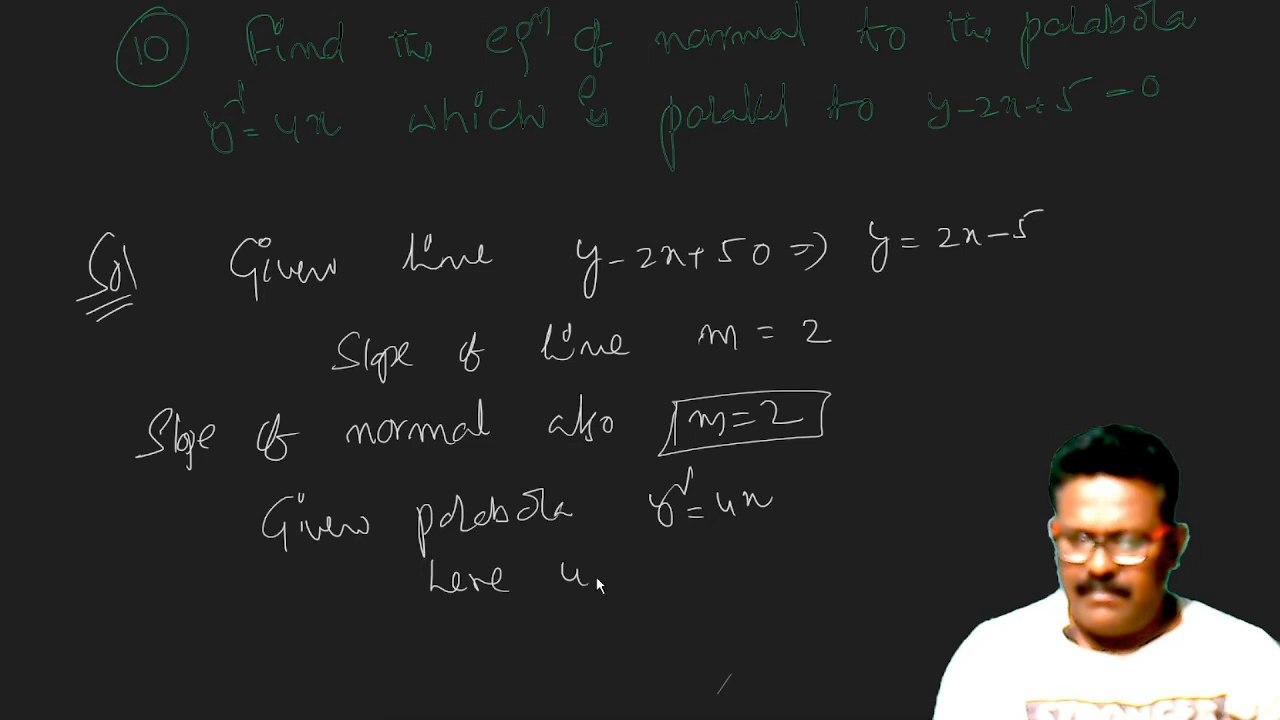 10 Find the eqn of normal to the parabola
y²=4x which is parallel to y-2x+5=0
Sol Given line y-2x+5 0 => y=2x-5
Slope of line m=2
Slope of normal also m=2
Given parabola y²=4x
here 4
STRONGER